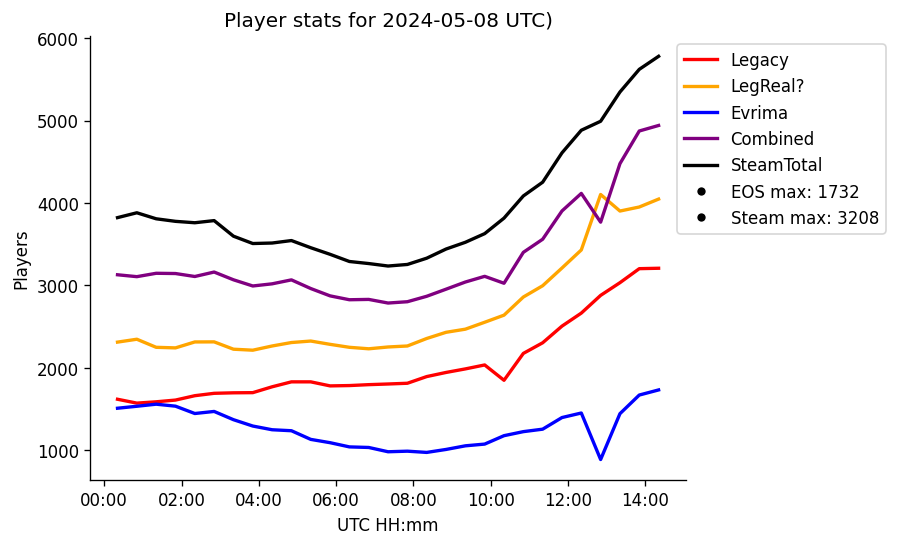 Player stats for 2024-05-08 UTC)
6000
5000
4000
3000
2000
1000
Players
00:00 02:00 04:00 06:00 08:00 10:00 12:00 14:00
UTC HH:mm
Legacy
LegReal?
Evrima
Combined
SteamTotal
EOS max: 1732
Steam max: 3208